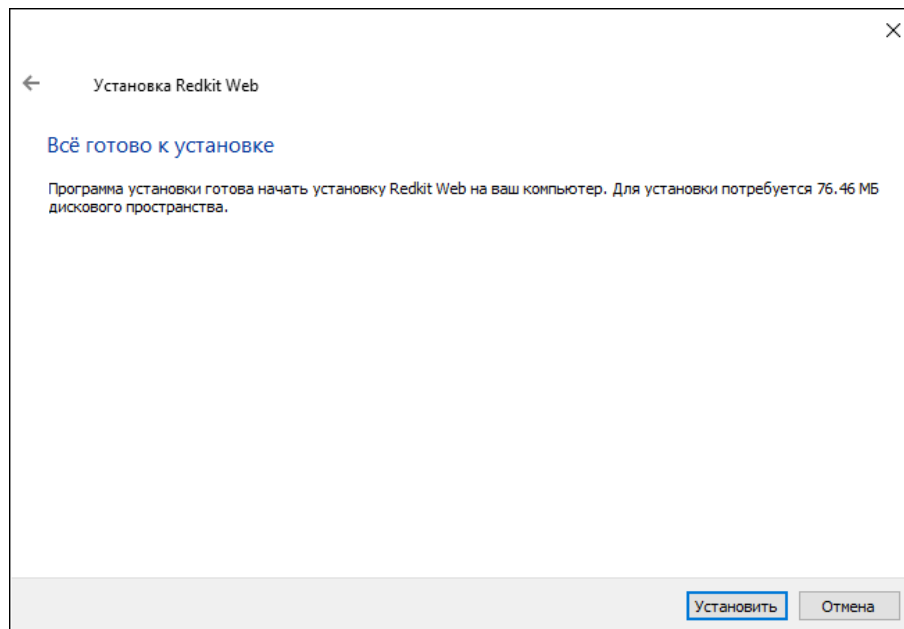 Установка Redkit Web
Всё готово к установке
Программа установки готова начать установку Redkit Web на ваш компьютер. Для установки потребуется 76.46 МБ
дискового пространства.
Установить
Отмена